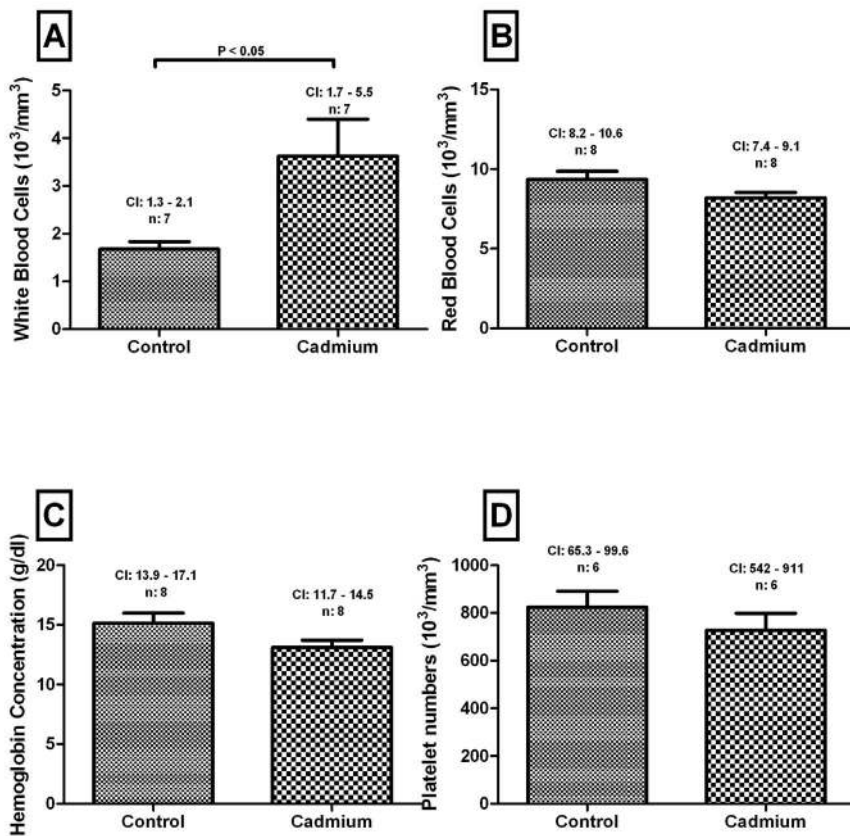 A
P < 0.05
White Blood Cells (10³/mm³)
5
4
3
2
1
0
CI: 1.3 - 2.1
n: 7
CI: 1.7 - 5.5
n: 7
Control
Cadmium
B
Red Blood Cells (10³/mm³)
15
10
5
0
CI: 8.2 - 10.6
n: 8
CI: 7.4 - 9.1
n: 8
Control
Cadmium
C
Hemoglobin Concentration (g/dl)
20
15
10
5
0
CI: 13.9 - 17.1
n: 8
CI: 11.7 - 14.5
n: 8
Control
Cadmium
D
Platelet numbers (10³/mm³)
1000
800
600
400
200
0
CI: 65.3 - 99.6
n: 6
CI: 542 - 911
n: 6
Control
Cadmium